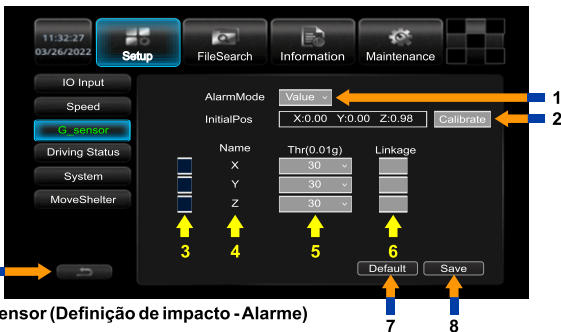 11:32:27
03/26/2022
Setup
FileSearch
Information
Maintenance
IO Input
Speed
G_sensor
Driving Status
System
MoveShelter
AlarmMode
Value
1
InitialPos
X:0.00 Y:0.00 Z:0.98
Calibrate
2
Name
Thr(0.01g)
Linkage
X
30
Y
30
Z
30
3
4
5
6
Default
Save
ensor (Definição de impacto - Alarme)
7
8